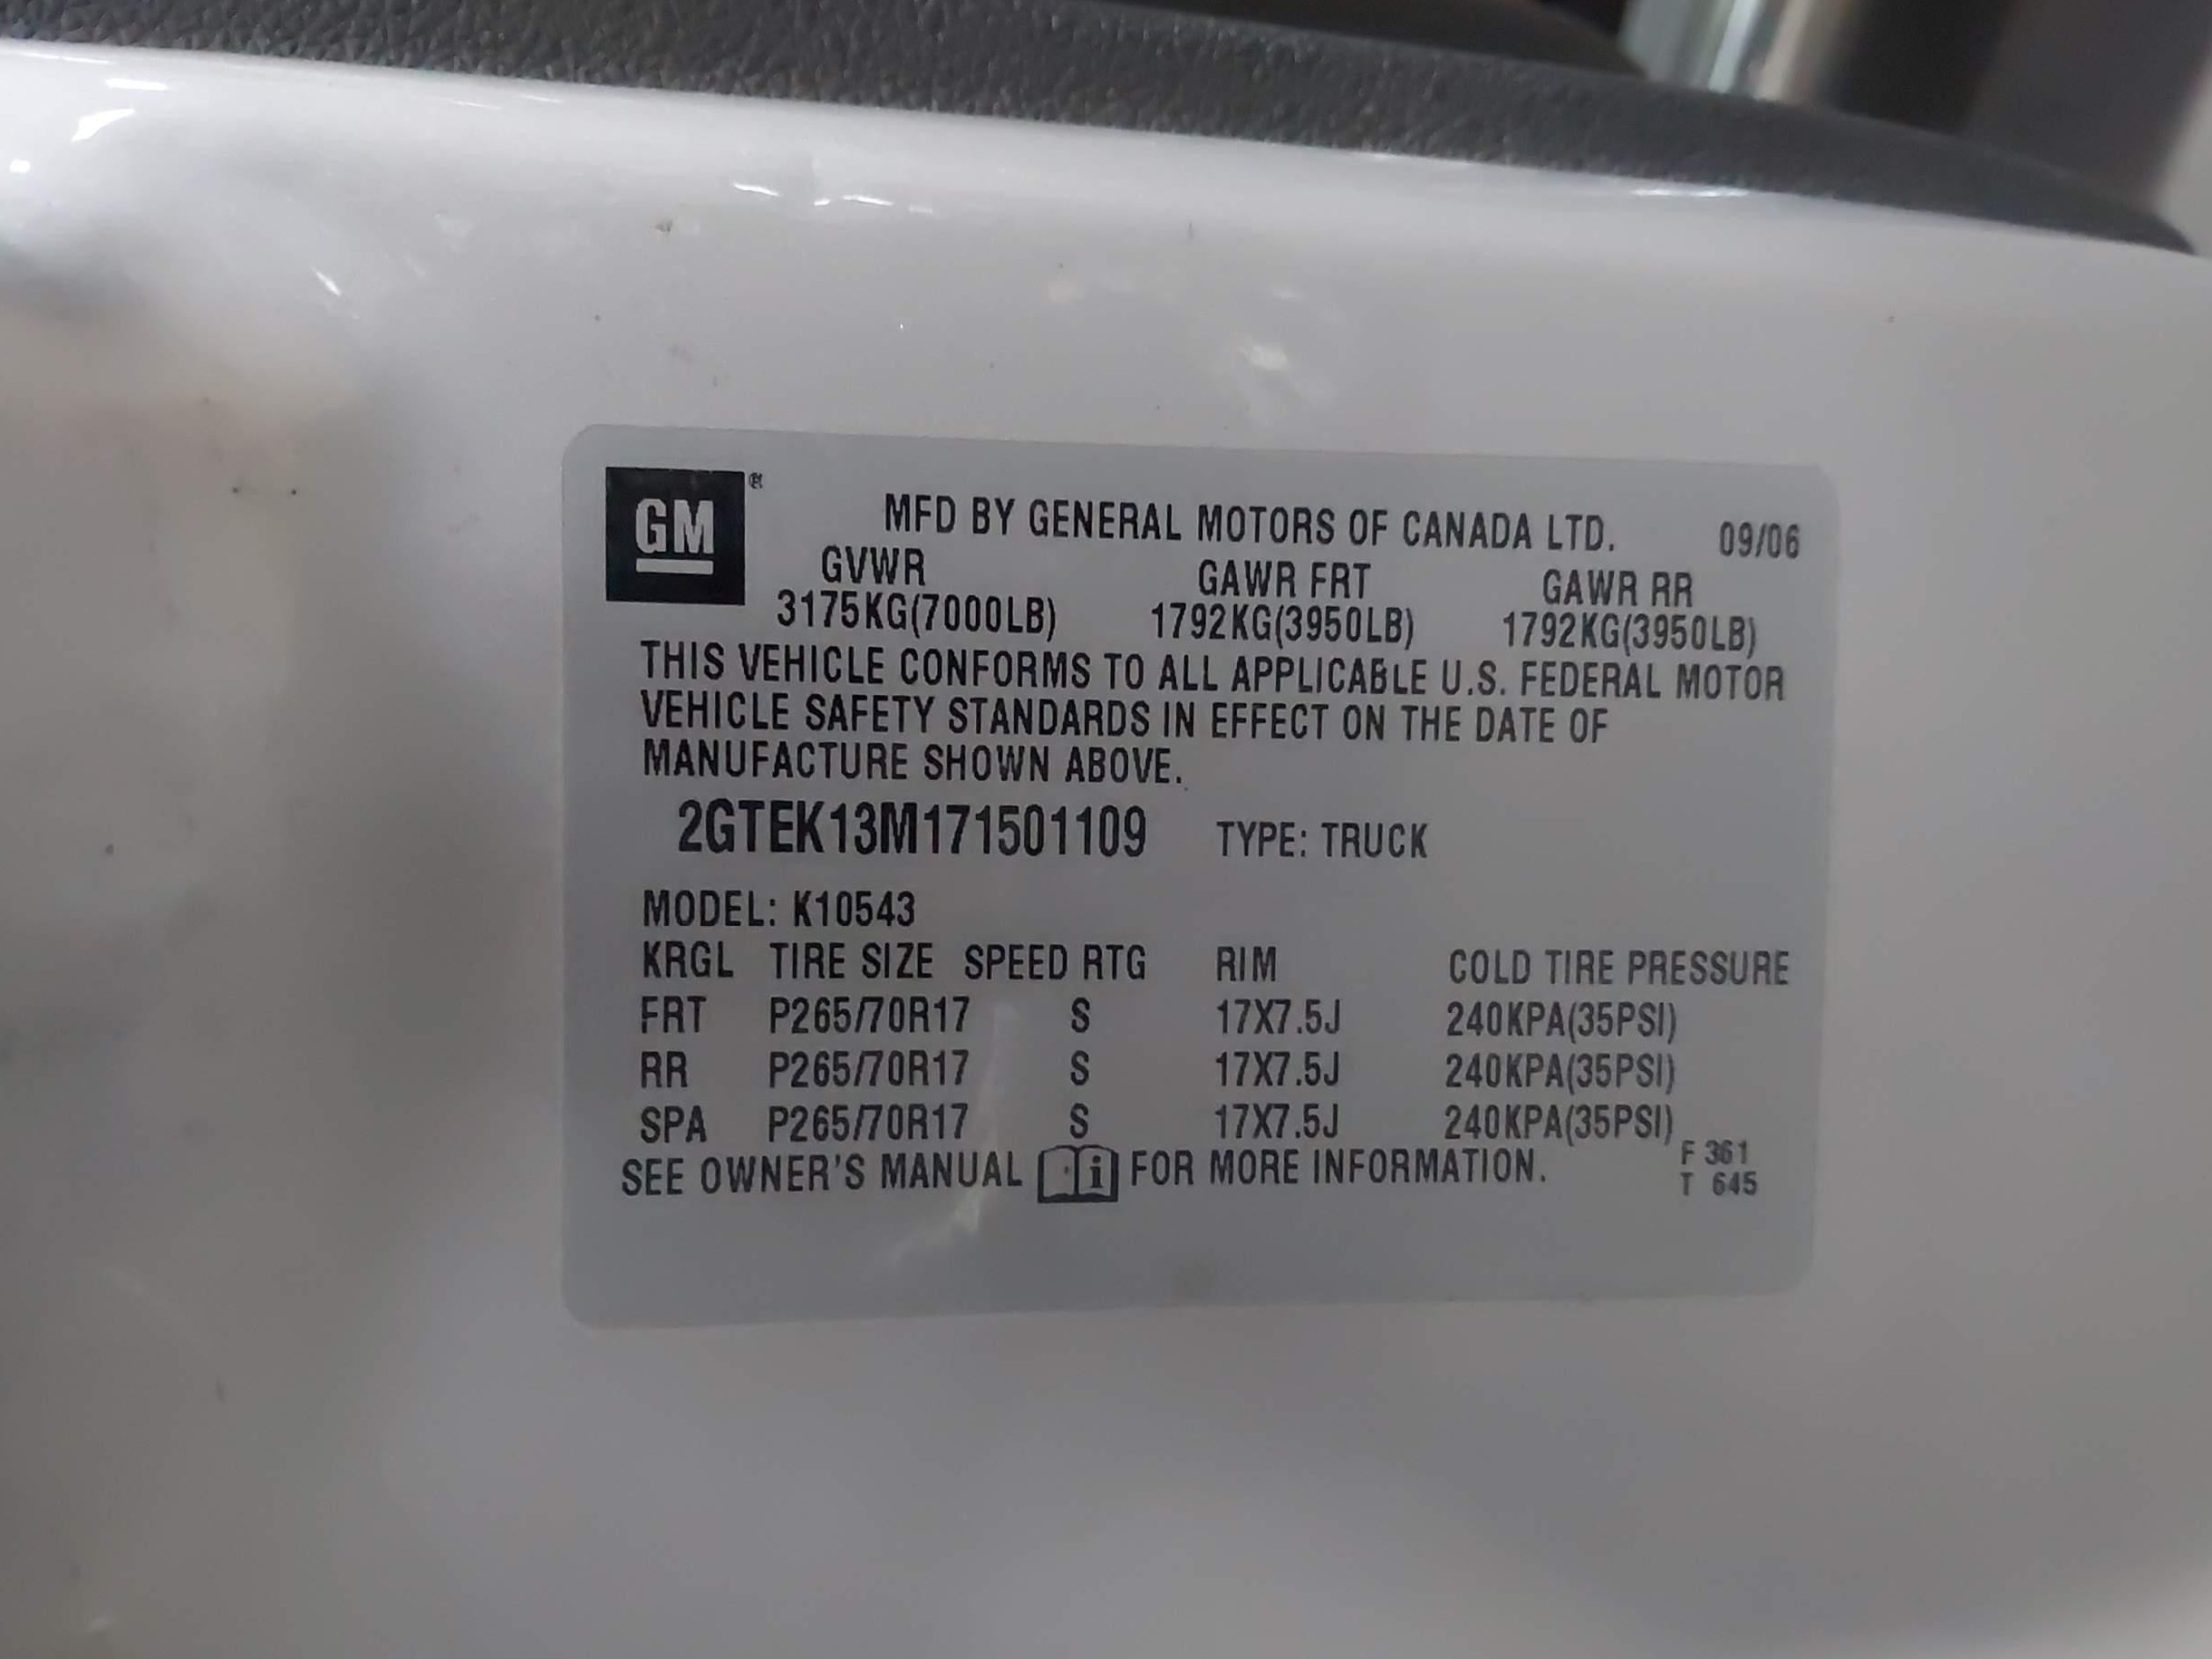 GM ®
MFD BY GENERAL MOTORS OF CANADA LTD. 09/06
GVWR GAWR FRT GAWR RR
3175KG(7000LB) 1792KG(3950LB) 1792KG(3950LB)
THIS VEHICLE CONFORMS TO ALL APPLICABLE U.S. FEDERAL MOTOR
VEHICLE SAFETY STANDARDS IN EFFECT ON THE DATE OF
MANUFACTURE SHOWN ABOVE.
2GTEK13M171501109 TYPE: TRUCK
MODEL: K10543
KRGL TIRE SIZE SPEED RTG RIM COLD TIRE PRESSURE
FRT P265/70R17 S 17X7.5J 240KPA(35PSI)
RR P265/70R17 S 17X7.5J 240KPA(35PSI)
SPA P265/70R17 S 17X7.5J 240KPA(35PSI)
SEE OWNER'S MANUAL i FOR MORE INFORMATION.
F 361
T 645